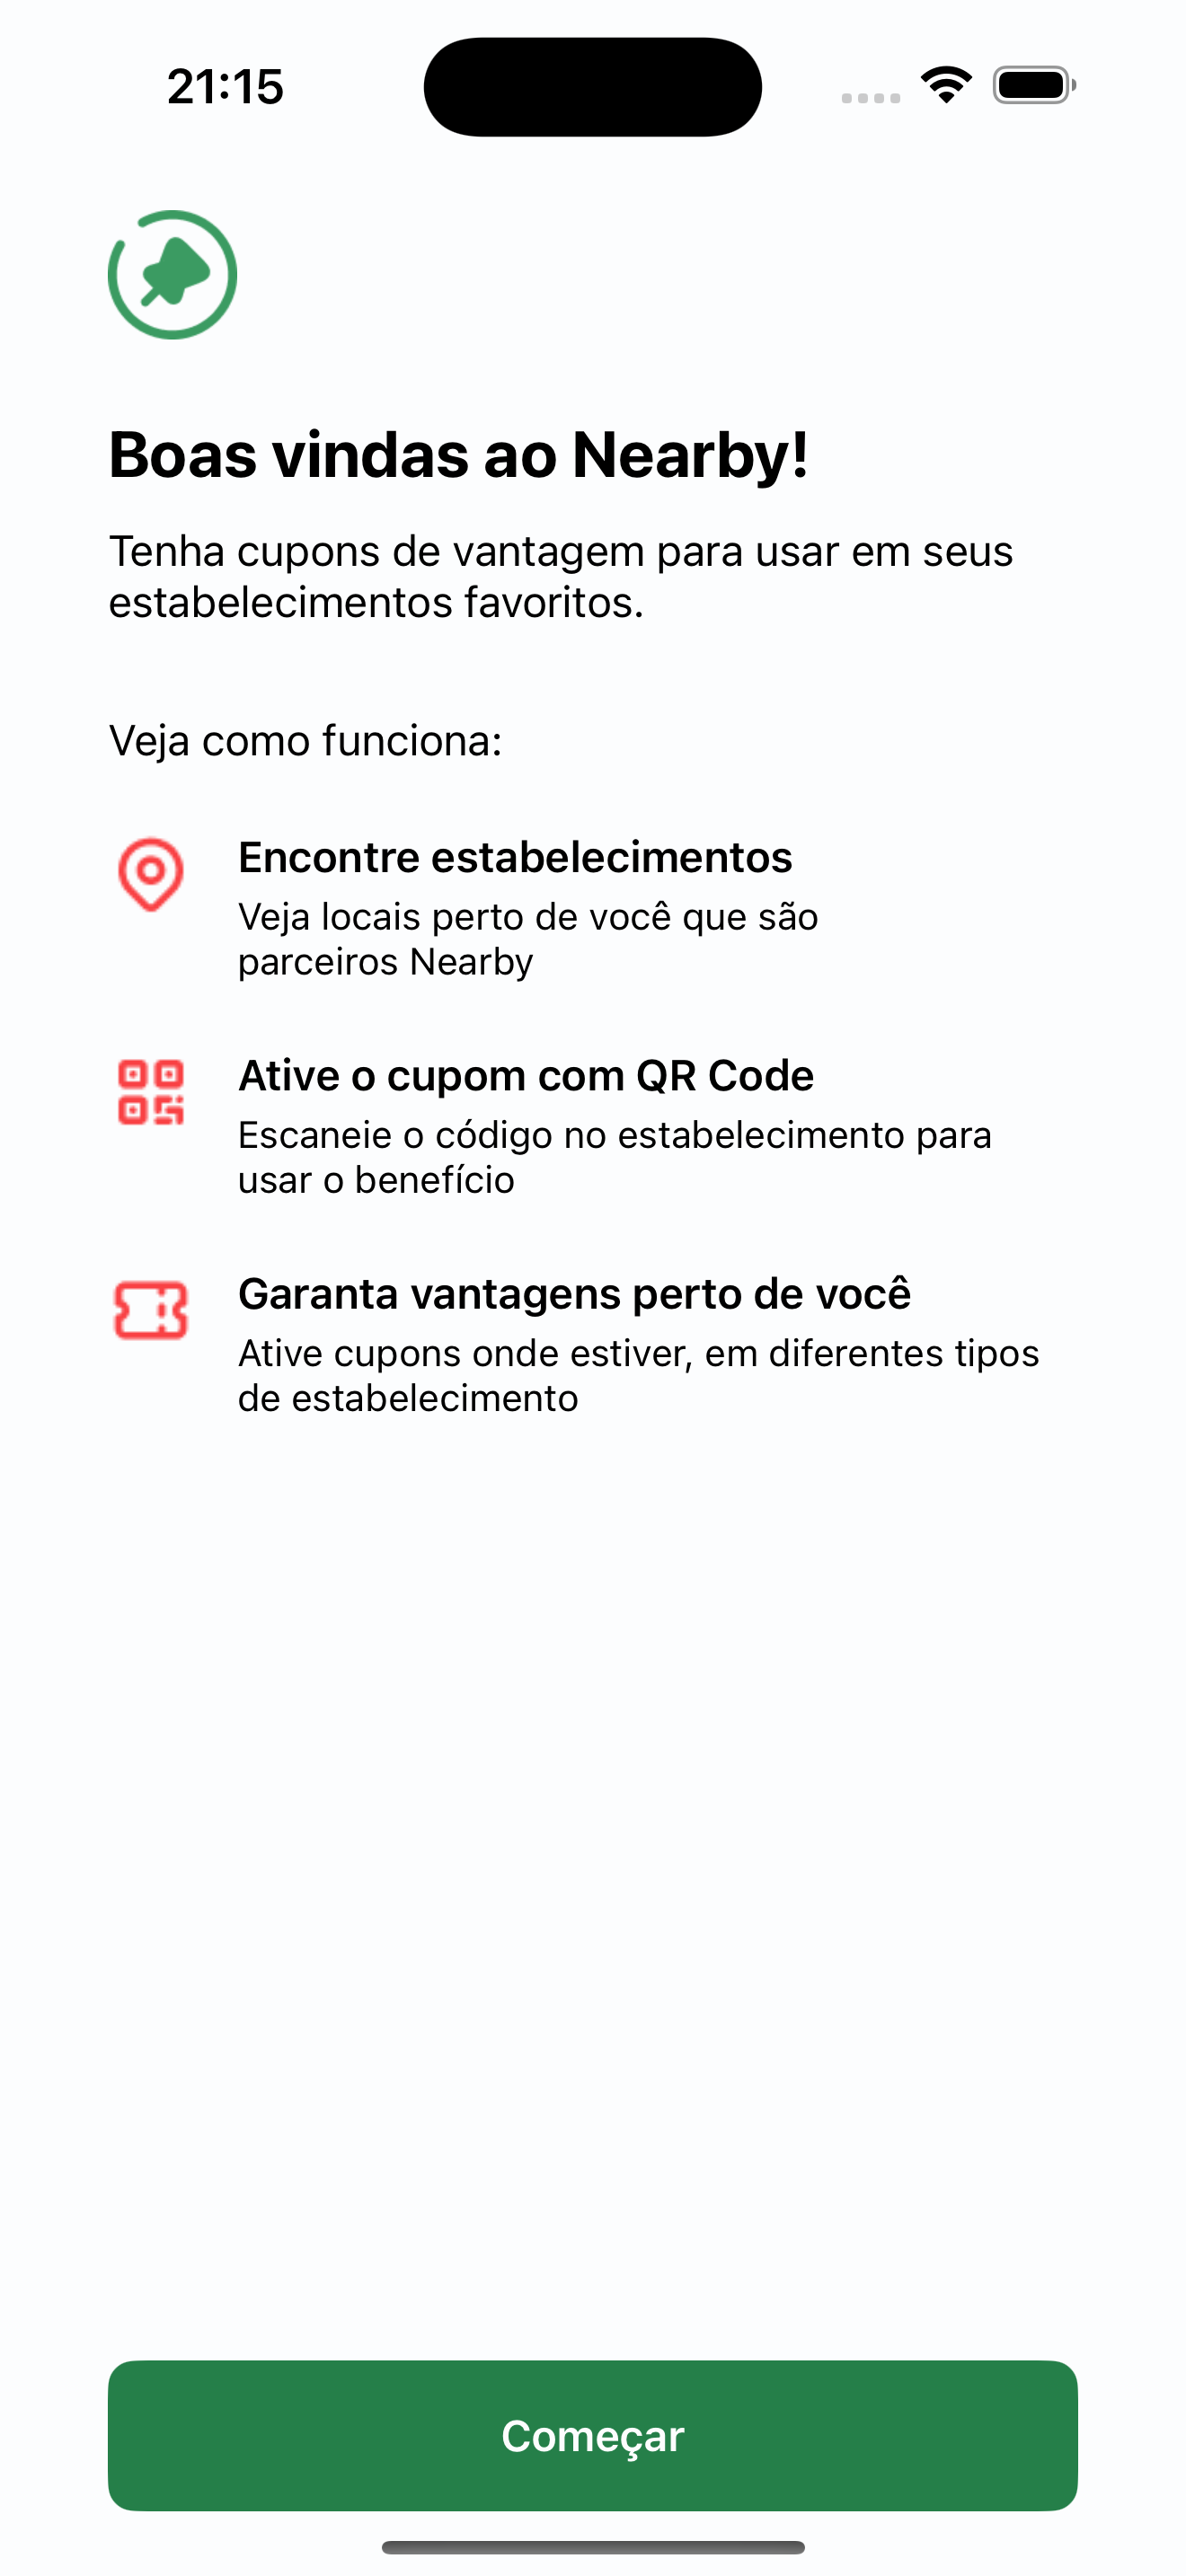 21:15
Boas vindas ao Nearby!
Tenha cupons de vantagem para usar em seus
estabelecimentos favoritos.
Veja como funciona:
Encontre estabelecimentos
Veja locais perto de você que são
parceiros Nearby
Ative o cupom com QR Code
Escaneie o código no estabelecimento para
usar o benefício
Garanta vantagens perto de você
Ative cupons onde estiver, em diferentes tipos
de estabelecimento
Começar